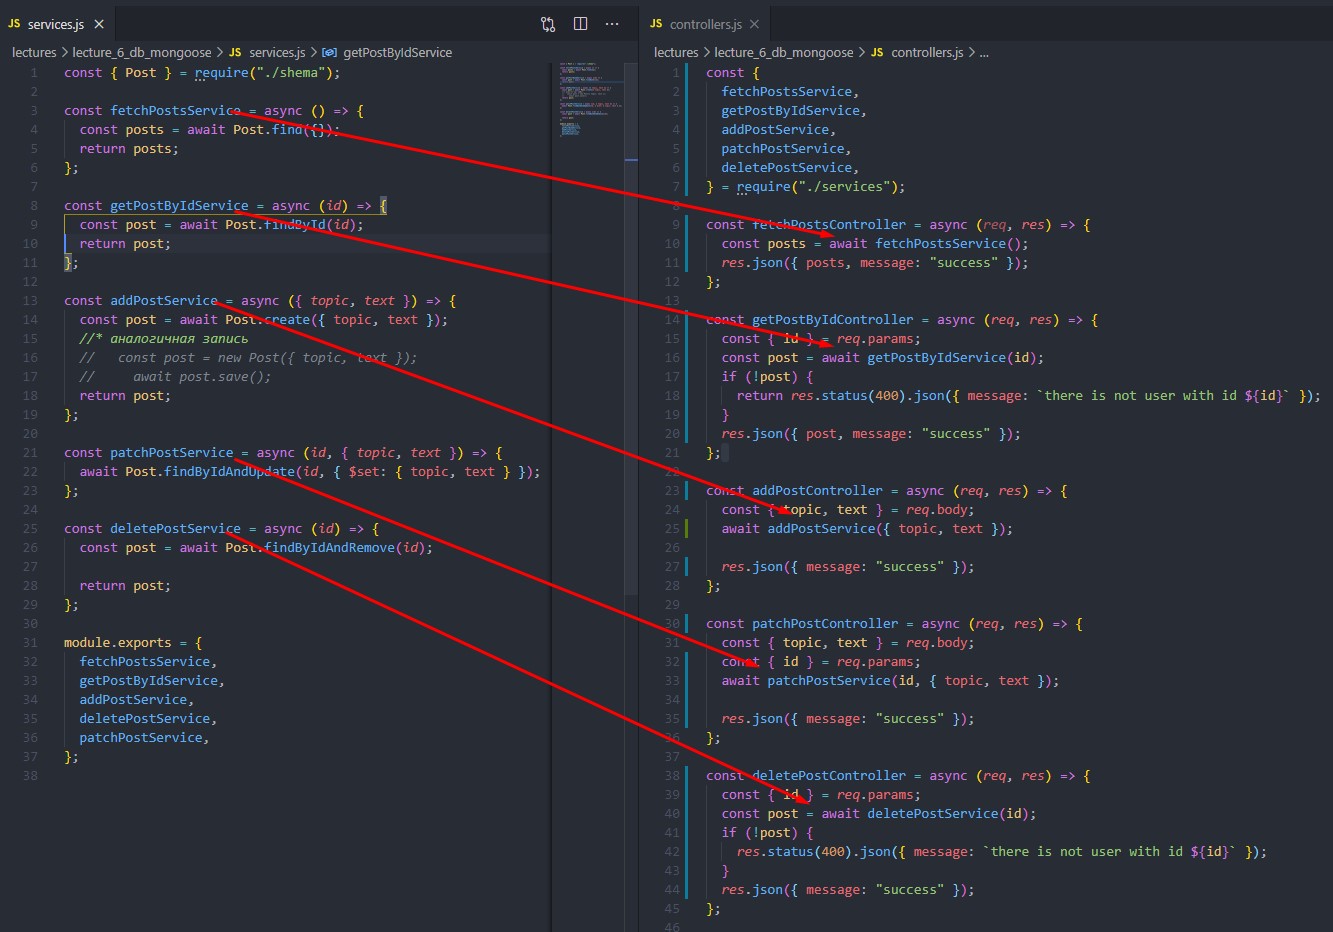 JS services.js ×
lectures > lecture_6_db_mongoose > JS services.js > getPostByIdService
1 const { Post } = require("./shema");
2
3 const fetchPostsService = async () => {
4 const posts = await Post.find({});
5 return posts;
6 };
7
8 const getPostByIdService = async (id) => {
9 const post = await Post.findById(id);
10 return post;
11 };
12
13 const addPostService = async ({ topic, text }) => {
14 const post = await Post.create({ topic, text });
15 //* аналогичная запись
16 // const post = new Post({ topic, text });
17 // await post.save();
18 return post;
19 };
20
21 const patchPostService = async (id, { topic, text }) => {
22 await Post.findByIdAndUpdate(id, { $set: { topic, text } });
23 };
24
25 const deletePostService = async (id) => {
26 const post = await Post.findByIdAndRemove(id);
27
28 return post;
29 };
30
31 module.exports = {
32 fetchPostsService,
33 getPostByIdService,
34 addPostService,
35 deletePostService,
36 patchPostService,
37 };
38
JS controllers.js ×
lectures > lecture_6_db_mongoose > JS controllers.js > ...
1 const {
2 fetchPostsService,
3 getPostByIdService,
4 addPostService,
5 patchPostService,
6 deletePostService,
7 } = require("./services");
8
9 const fetchPostsController = async (req, res) => {
10 const posts = await fetchPostsService();
11 res.json({ posts, message: "success" });
12 };
13
14 const getPostByIdController = async (req, res) => {
15 const { id } = req.params;
16 const post = await getPostByIdService(id);
17 if (!post) {
18 return res.status(400).json({ message: `there is not user with id ${id}` });
19 }
20 res.json({ post, message: "success" });
21 };
22
23 const addPostController = async (req, res) => {
24 const { topic, text } = req.body;
25 await addPostService({ topic, text });
26
27 res.json({ message: "success" });
28 };
29
30 const patchPostController = async (req, res) => {
31 const { topic, text } = req.body;
32 const { id } = req.params;
33 await patchPostService(id, { topic, text });
34
35 res.json({ message: "success" });
36 };
37
38 const deletePostController = async (req, res) => {
39 const { id } = req.params;
40 const post = await deletePostService(id);
41 if (!post) {
42 res.status(400).json({ message: `there is not user with id ${id}` });
43 }
44 res.json({ message: "success" });
45 };
46